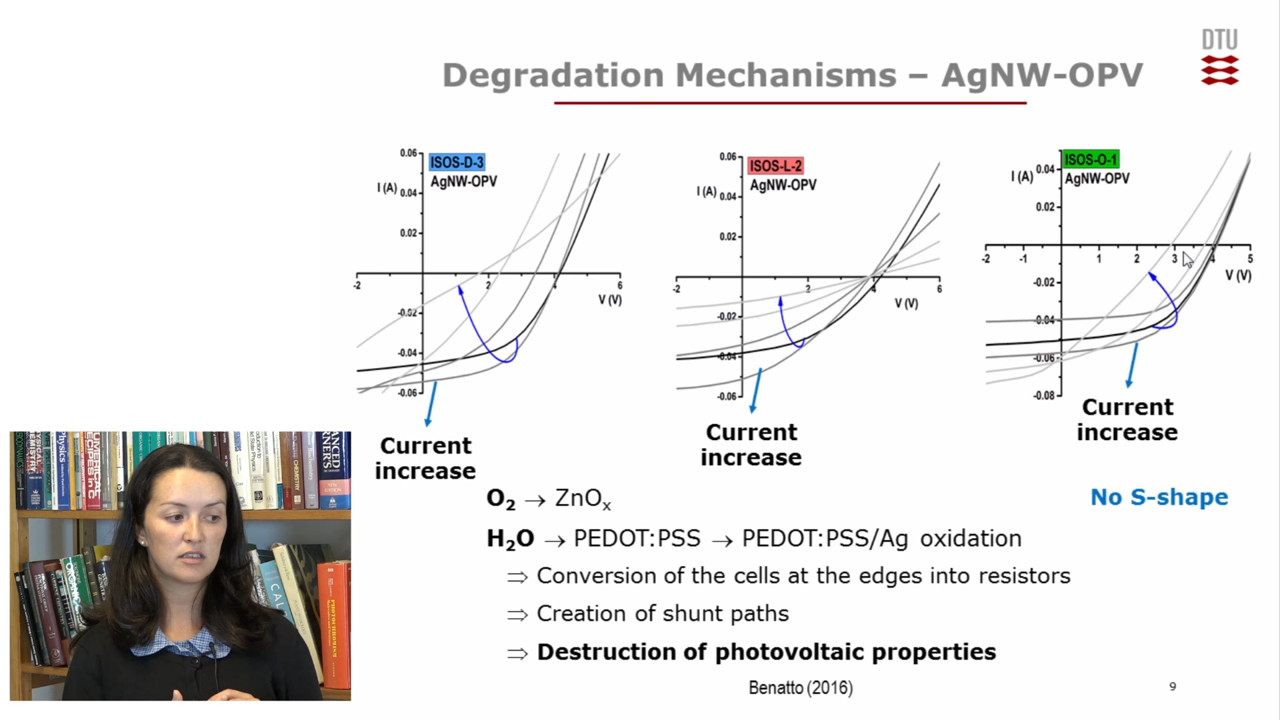 DTU
Degradation Mechanisms – AgNW-OPV
ISOS-D-3
AgNW-OPV
I (A)
0.06
0.04
0.02
-0.02
-0.04
-0.06
-2
2
4
6
V (V)
Current
increase
ISOS-L-2
AgNW-OPV
I (A)
0.06
0.04
0.02
-0.02
-0.04
-0.06
-2
2
4
6
V (V)
Current
increase
ISOS-O-1
AgNW-OPV
I (A)
0.04
0.02
-0.02
-0.04
-0.06
-0.08
-2
-1
1
2
3
4
5
V (V)
Current
increase
O₂ → ZnOₓ
No S-shape
H₂O → PEDOT:PSS → PEDOT:PSS/Ag oxidation
⇒ Conversion of the cells at the edges into resistors
⇒ Creation of shunt paths
⇒ Destruction of photovoltaic properties
Benatto (2016)
9